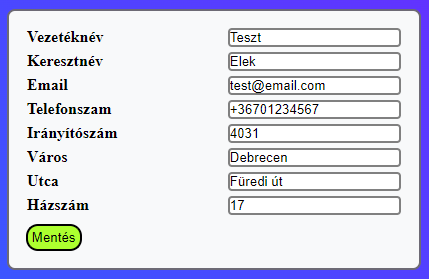 Vezetéknév Teszt
Keresztnév Elek
Email test@email.com
Telefonszam +36701234567
Irányítószám 4031
Város Debrecen
Utca Füredi út
Házszám 17
Mentés